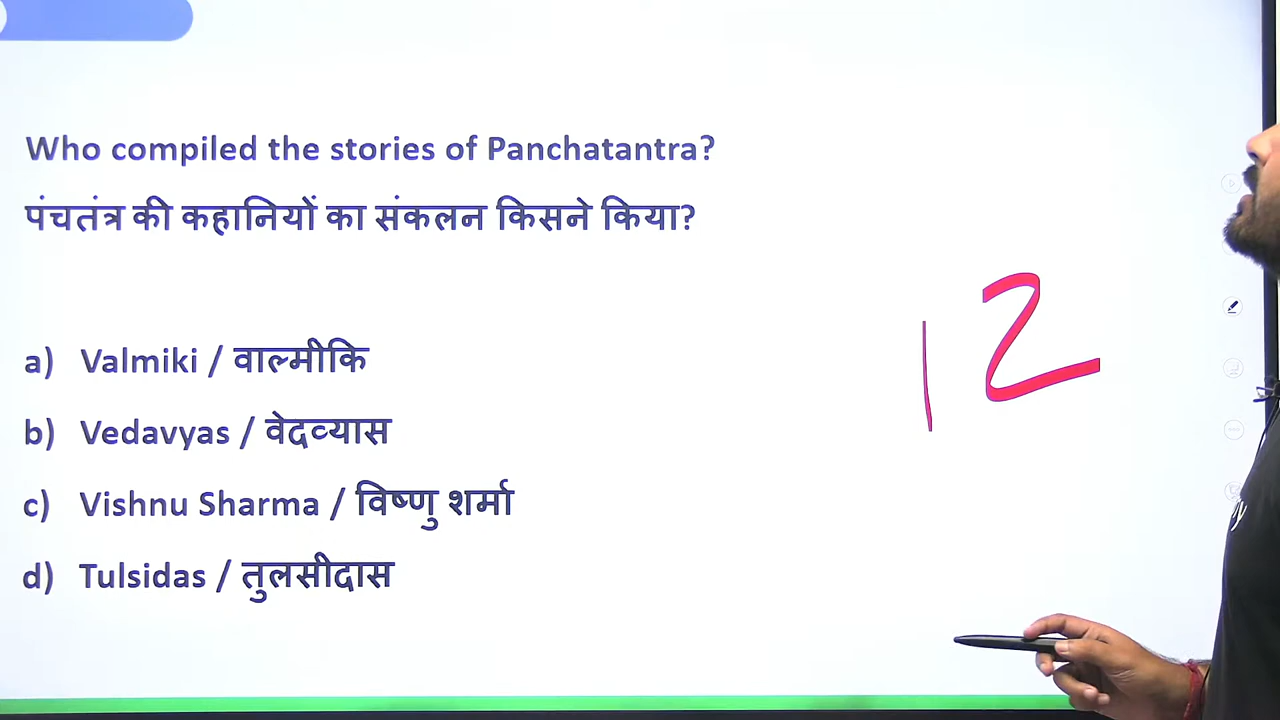 Who compiled the stories of Panchatantra?
पंचतंत्र की कहानियों का संकलन किसने किया?
12
a) Valmiki / वाल्मीकि
b) Vedavyas / वेदव्यास
c) Vishnu Sharma / विष्णु शर्मा
d) Tulsidas / तुलसीदास